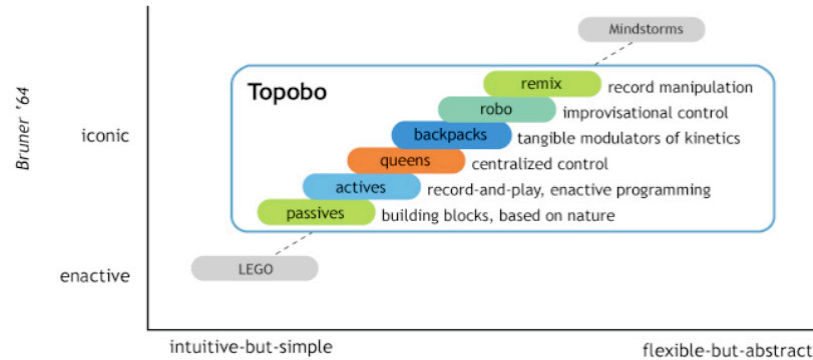 Mindstorms
Topobo
remix record manipulation
robo improvisational control
backpacks tangible modulators of kinetics
queens centralized control
actives record-and-play, enactive programming
passives building blocks, based on nature
LEGO
Bruner '64
iconic
enactive
intuitive-but-simple
flexible-but-abstract